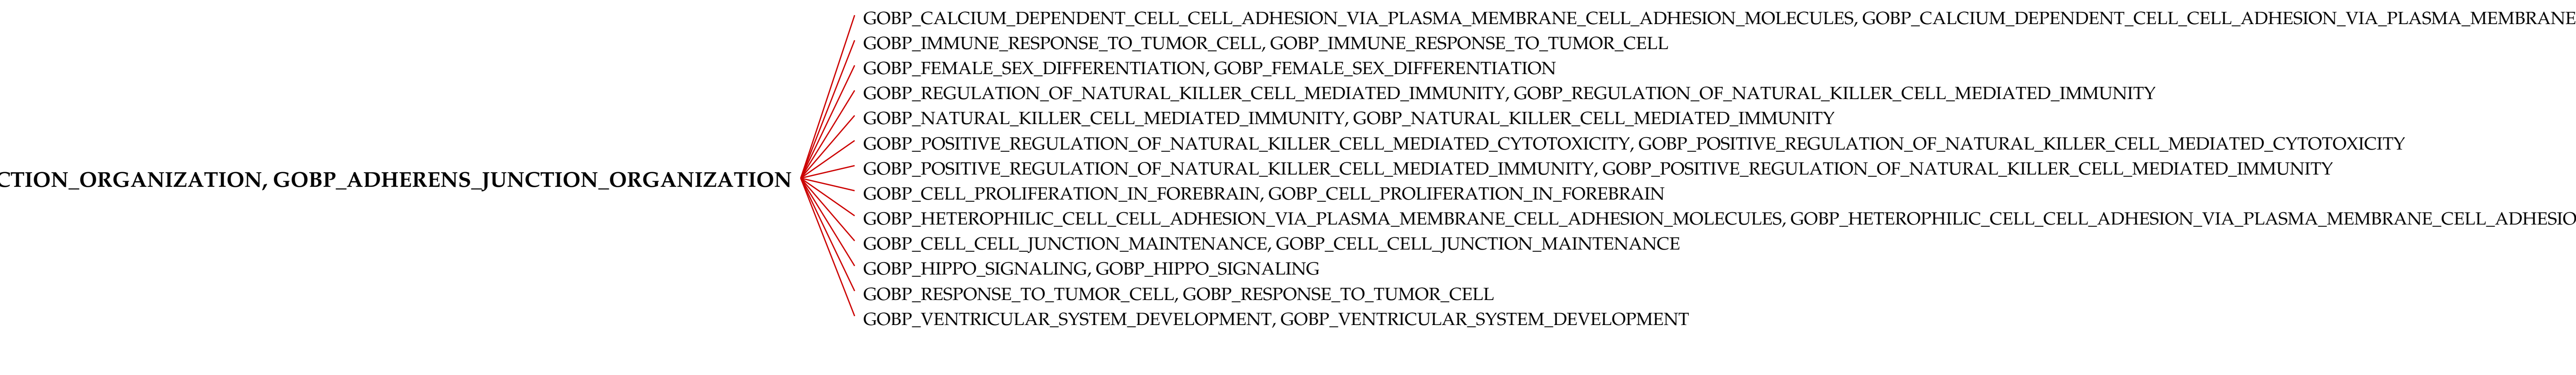 GOBP_CALCIUM_DEPENDENT_CELL_CELL_ADHESION_VIA_PLASMA_MEMBRANE_CELL_ADHESION_MOLECULES, GOBP_CALCIUM_DEPENDENT_CELL_CELL_ADHESION_VIA_PLASMA_MEMBRANE
GOBP_IMMUNE_RESPONSE_TO_TUMOR_CELL, GOBP_IMMUNE_RESPONSE_TO_TUMOR_CELL
GOBP_FEMALE_SEX_DIFFERENTIATION, GOBP_FEMALE_SEX_DIFFERENTIATION
GOBP_REGULATION_OF_NATURAL_KILLER_CELL_MEDIATED_IMMUNITY, GOBP_REGULATION_OF_NATURAL_KILLER_CELL_MEDIATED_IMMUNITY
GOBP_NATURAL_KILLER_CELL_MEDIATED_IMMUNITY, GOBP_NATURAL_KILLER_CELL_MEDIATED_IMMUNITY
GOBP_POSITIVE_REGULATION_OF_NATURAL_KILLER_CELL_MEDIATED_CYTOTOXICITY, GOBP_POSITIVE_REGULATION_OF_NATURAL_KILLER_CELL_MEDIATED_CYTOTOXICITY
GOBP_POSITIVE_REGULATION_OF_NATURAL_KILLER_CELL_MEDIATED_IMMUNITY, GOBP_POSITIVE_REGULATION_OF_NATURAL_KILLER_CELL_MEDIATED_IMMUNITY
CTION_ORGANIZATION, GOBP_ADHERENS_JUNCTION_ORGANIZATION
GOBP_CELL_PROLIFERATION_IN_FOREBRAIN, GOBP_CELL_PROLIFERATION_IN_FOREBRAIN
GOBP_HETEROPHILIC_CELL_CELL_ADHESION_VIA_PLASMA_MEMBRANE_CELL_ADHESION_MOLECULES, GOBP_HETEROPHILIC_CELL_CELL_ADHESION_VIA_PLASMA_MEMBRANE_CELL_ADHESIO
GOBP_CELL_CELL_JUNCTION_MAINTENANCE, GOBP_CELL_CELL_JUNCTION_MAINTENANCE
GOBP_HIPPO_SIGNALING, GOBP_HIPPO_SIGNALING
GOBP_RESPONSE_TO_TUMOR_CELL, GOBP_RESPONSE_TO_TUMOR_CELL
GOBP_VENTRICULAR_SYSTEM_DEVELOPMENT, GOBP_VENTRICULAR_SYSTEM_DEVELOPMENT